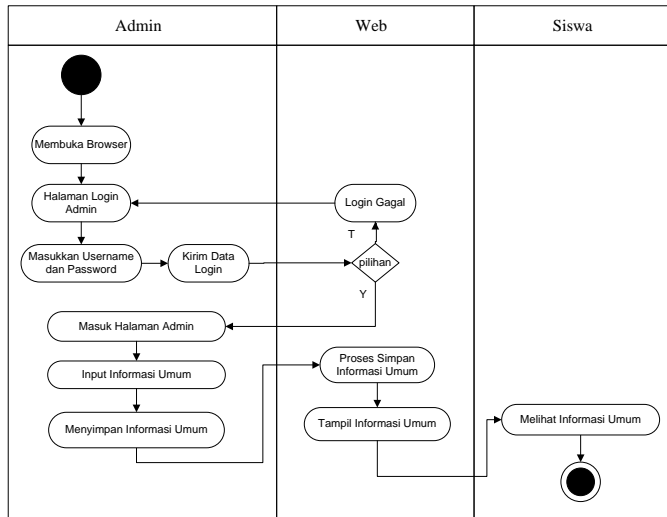 Admin
Web
Siswa
Membuka Browser
Halaman Login
Admin
Login Gagal
T
Masukkan Username
dan Password
Kirim Data
Login
pilihan
Y
Masuk Halaman Admin
Input Informasi Umum
Proses Simpan
Informasi Umum
Menyimpan Informasi Umum
Tampil Informasi Umum
Melihat Informasi Umum